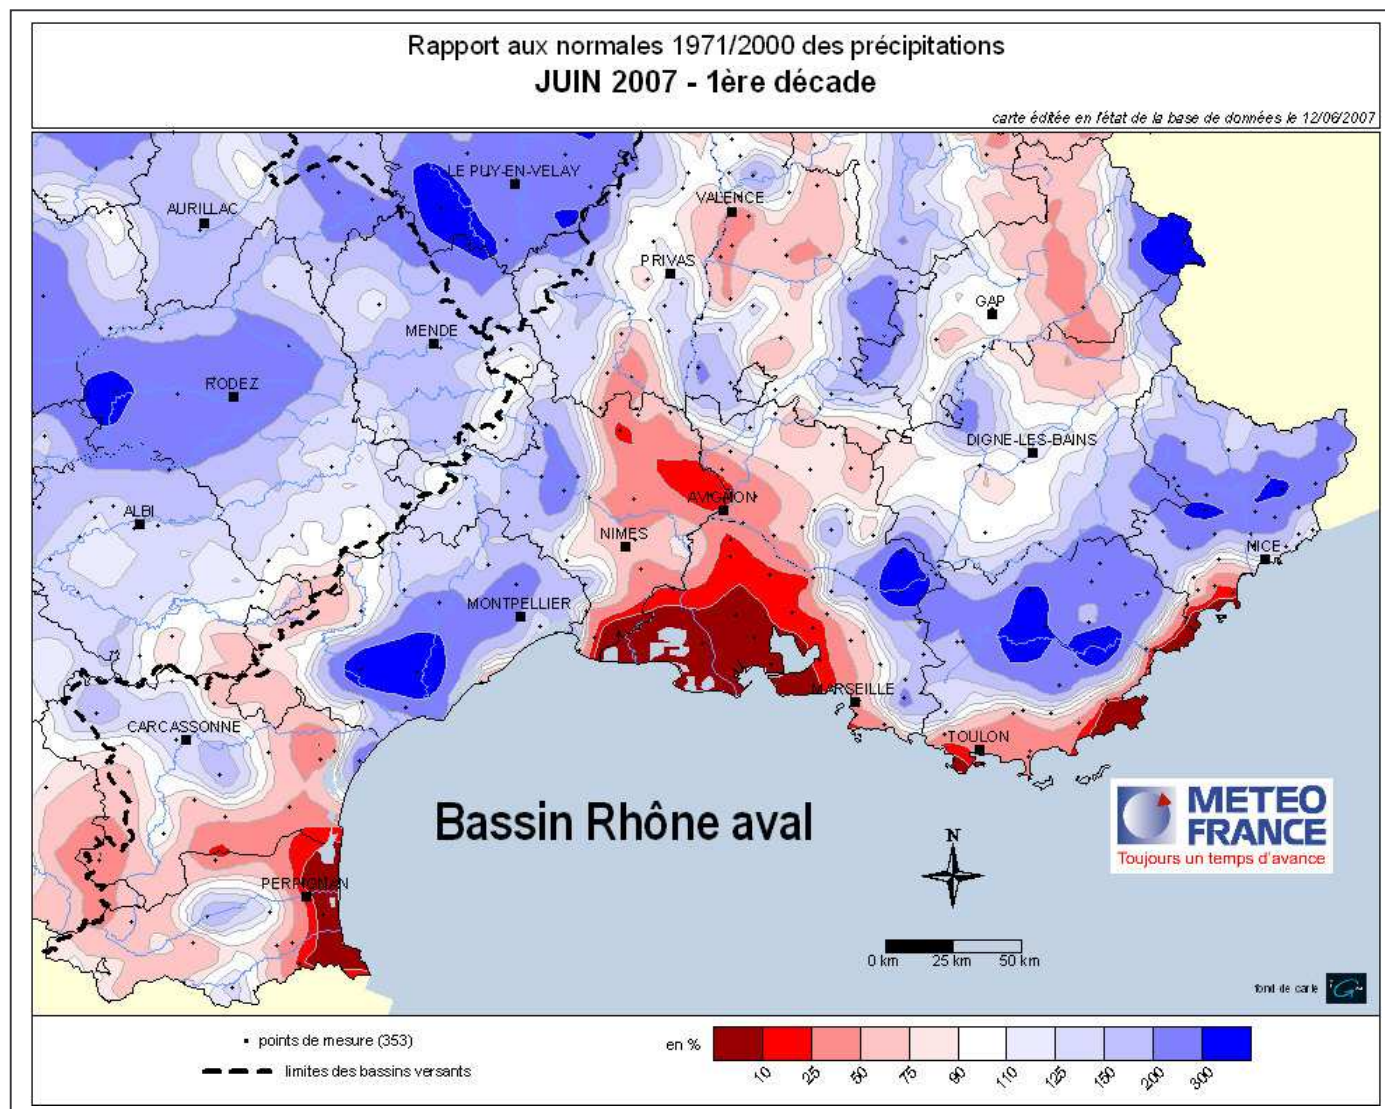 Rapport aux normales 1971/2000 des précipitations
JUIN 2007 - 1ère décade
carte éditée en l'état de la base de données le 12/06/2007
LE PUY-EN-VELAY
AURILLAC
VALENCE
PRIVAS
GAP
MENDE
RODEZ
DIGNE-LES-BAINS
AVIGNON
ALBI
NIMES
NICE
MONTPELLIER
MARSEILLE
CARCASSONNE
TOULON
METEO
FRANCE
Toujours un temps d'avance
Bassin Rhône aval
N
PERPIGNAN
0 km 25 km 50 km
fond de carte
points de mesure (353)
limites des bassins versants
en %
10 25 50 75 90 110 125 150 200 300